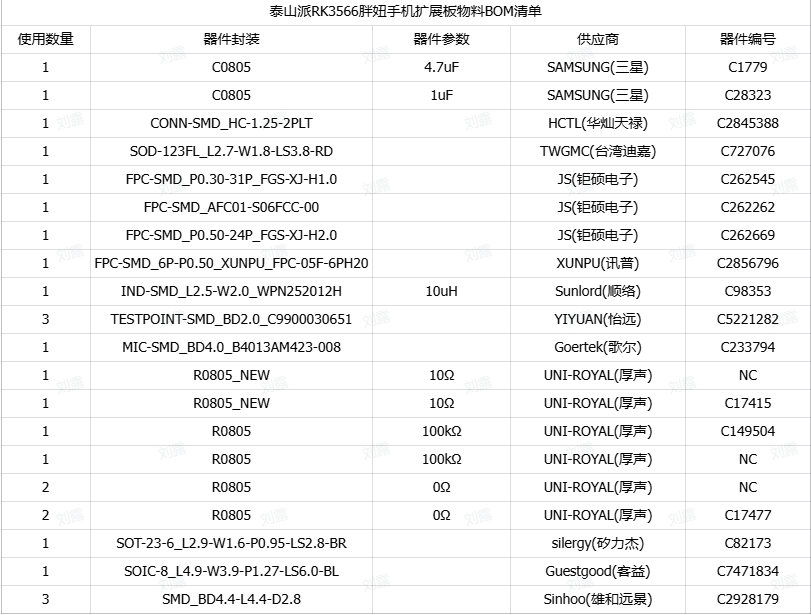 泰山派RK3566胖妞手机扩展板物料BOM清单
使用数量 器件封装 器件参数 供应商 器件编号
1 C0805 4.7uF SAMSUNG(三星) C1779
1 C0805 1uF SAMSUNG(三星) C28323
1 CONN-SMD_HC-1.25-2PLT HCTL(华灿天禄) C2845388
1 SOD-123FL_L2.7-W1.8-LS3.8-RD TWGMC(台湾迪嘉) C727076
1 FPC-SMD_P0.30-31P_FGS-XJ-H1.0 JS(钜硕电子) C262545
1 FPC-SMD_AFC01-S06FCC-00 JS(钜硕电子) C262262
1 FPC-SMD_P0.50-24P_FGS-XJ-H2.0 JS(钜硕电子) C262669
1 FPC-SMD_6P-P0.50_XUNPU_FPC-05F-6PH20 XUNPU(讯普) C2856796
1 IND-SMD_L2.5-W2.0_WPN252012H 10uH Sunlord(顺络) C98353
3 TESTPOINT-SMD_BD2.0_C9900030651 YIYUAN(怡远) C5221282
1 MIC-SMD_BD4.0_B4013AM423-008 Goertek(歌尔) C233794
1 R0805_NEW 10Ω UNI-ROYAL(厚声) NC
1 R0805_NEW 10Ω UNI-ROYAL(厚声) C17415
1 R0805 100kΩ UNI-ROYAL(厚声) C149504
1 R0805 100kΩ UNI-ROYAL(厚声) NC
2 R0805 0Ω UNI-ROYAL(厚声) NC
2 R0805 0Ω UNI-ROYAL(厚声) C17477
1 SOT-23-6_L2.9-W1.6-P0.95-LS2.8-BR silergy(矽力杰) C82173
1 SOIC-8_L4.9-W3.9-P1.27-LS6.0-BL Guestgood(客益) C7471834
3 SMD_BD4.4-L4.4-D2.8 Sinhoo(雄和远景) C2928179